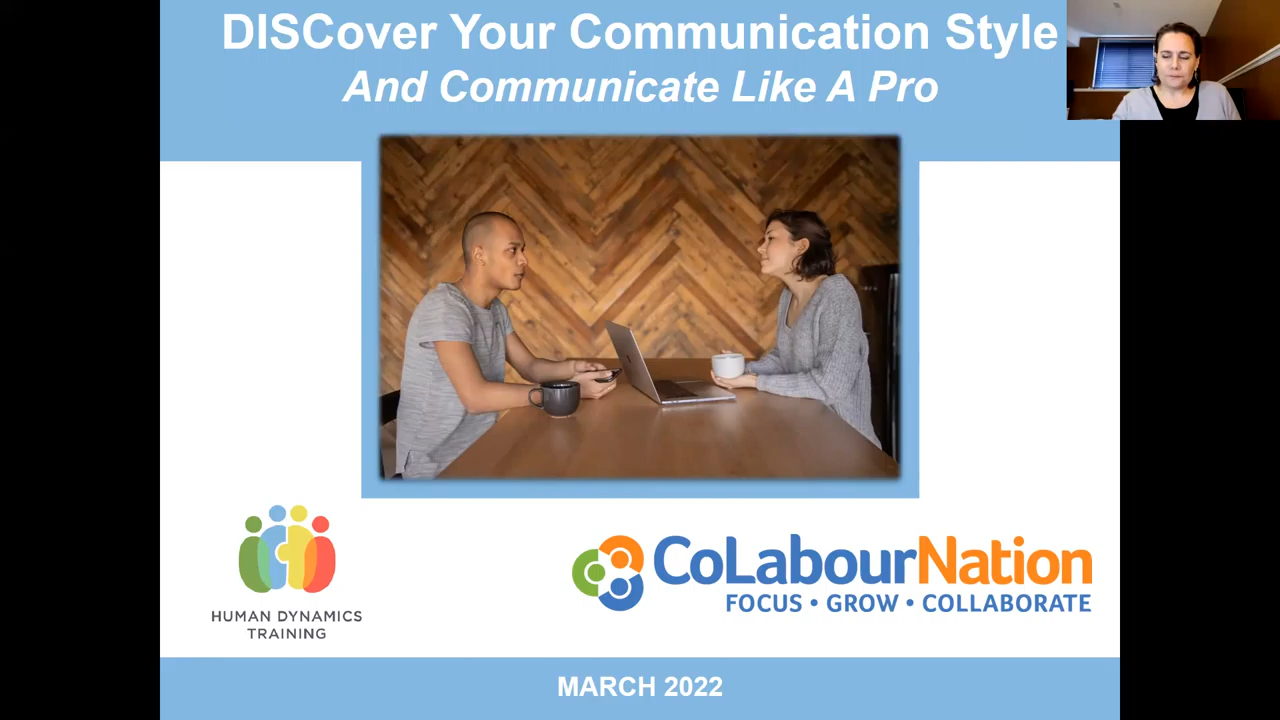 DISCover Your Communication Style
And Communicate Like A Pro
HUMAN DYNAMICS
TRAINING
CoLabourNation
FOCUS • GROW • COLLABORATE
MARCH 2022